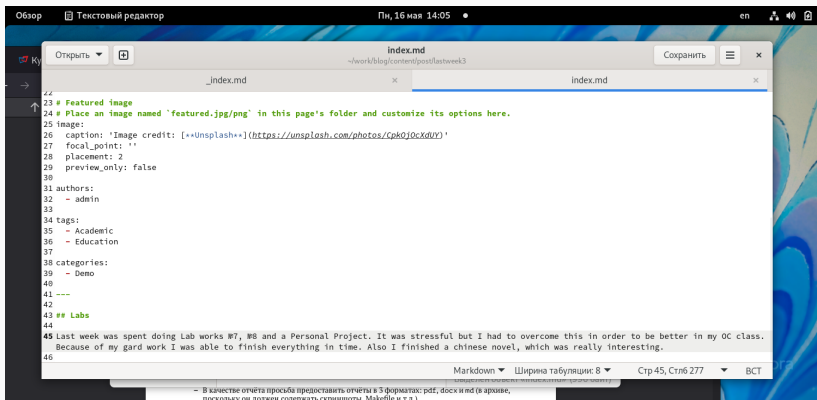 Обзор Текстовый редактор Пн, 16 мая 14:05 en
Открыть index.md Сохранить
~/work/blog/content/post/lastweek3
_index.md × index.md ×
22
23 # Featured image
24 # Place an image named `featured.jpg/png` in this page's folder and customize its options here.
25 image:
26 caption: 'Image credit: [**Unsplash**](https://unsplash.com/photos/CpkOjOcXdUY)'
27 focal_point: ''
28 placement: 2
29 preview_only: false
30
31 authors:
32 - admin
33
34 tags:
35 - Academic
36 - Education
37
38 categories:
39 - Demo
40
41 ---
42
43 ## Labs
44
45 Last week was spent doing Lab works №7, №8 and a Personal Project. It was stressful but I had to overcome this in order to be better in my OC class.
Because of my gard work I was able to finish everything in time. Also I finished a chinese novel, which was really interesting.
46
Markdown Ширина табуляции: 8 Стр 45, Стлб 277 ВСТ
– В качестве отчёта просьба предоставить отчёты в 3 форматах: pdf, docx и md (в архиве,
поскольку он должен содержать скриншоты, Makefile и т.д.)